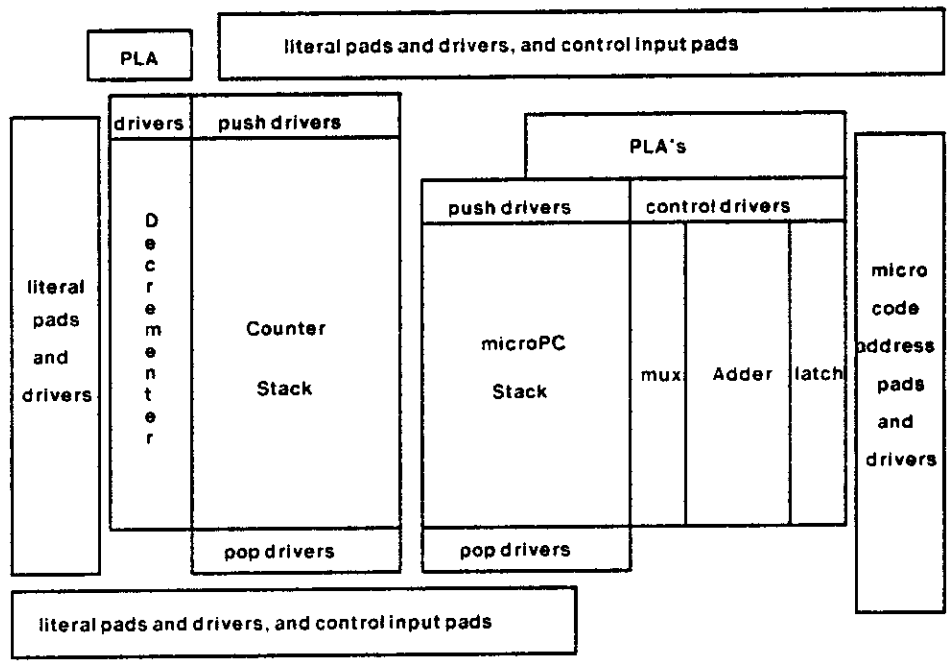 PLA
literal pads and drivers, and control input pads
drivers
push drivers
PLA's
push drivers
control drivers
literal
pads
and
drivers
Decrementer
Counter
Stack
microPC
Stack
mux
Adder
latch
micro
code
address
pads
and
drivers
pop drivers
pop drivers
literal pads and drivers, and control input pads